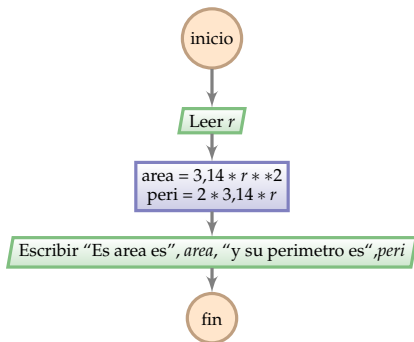 inicio
Leer r
area = 3,14 * r * *2
peri = 2 * 3,14 * r
Escribir “Es area es”, area, “y su perimetro es“,peri
fin